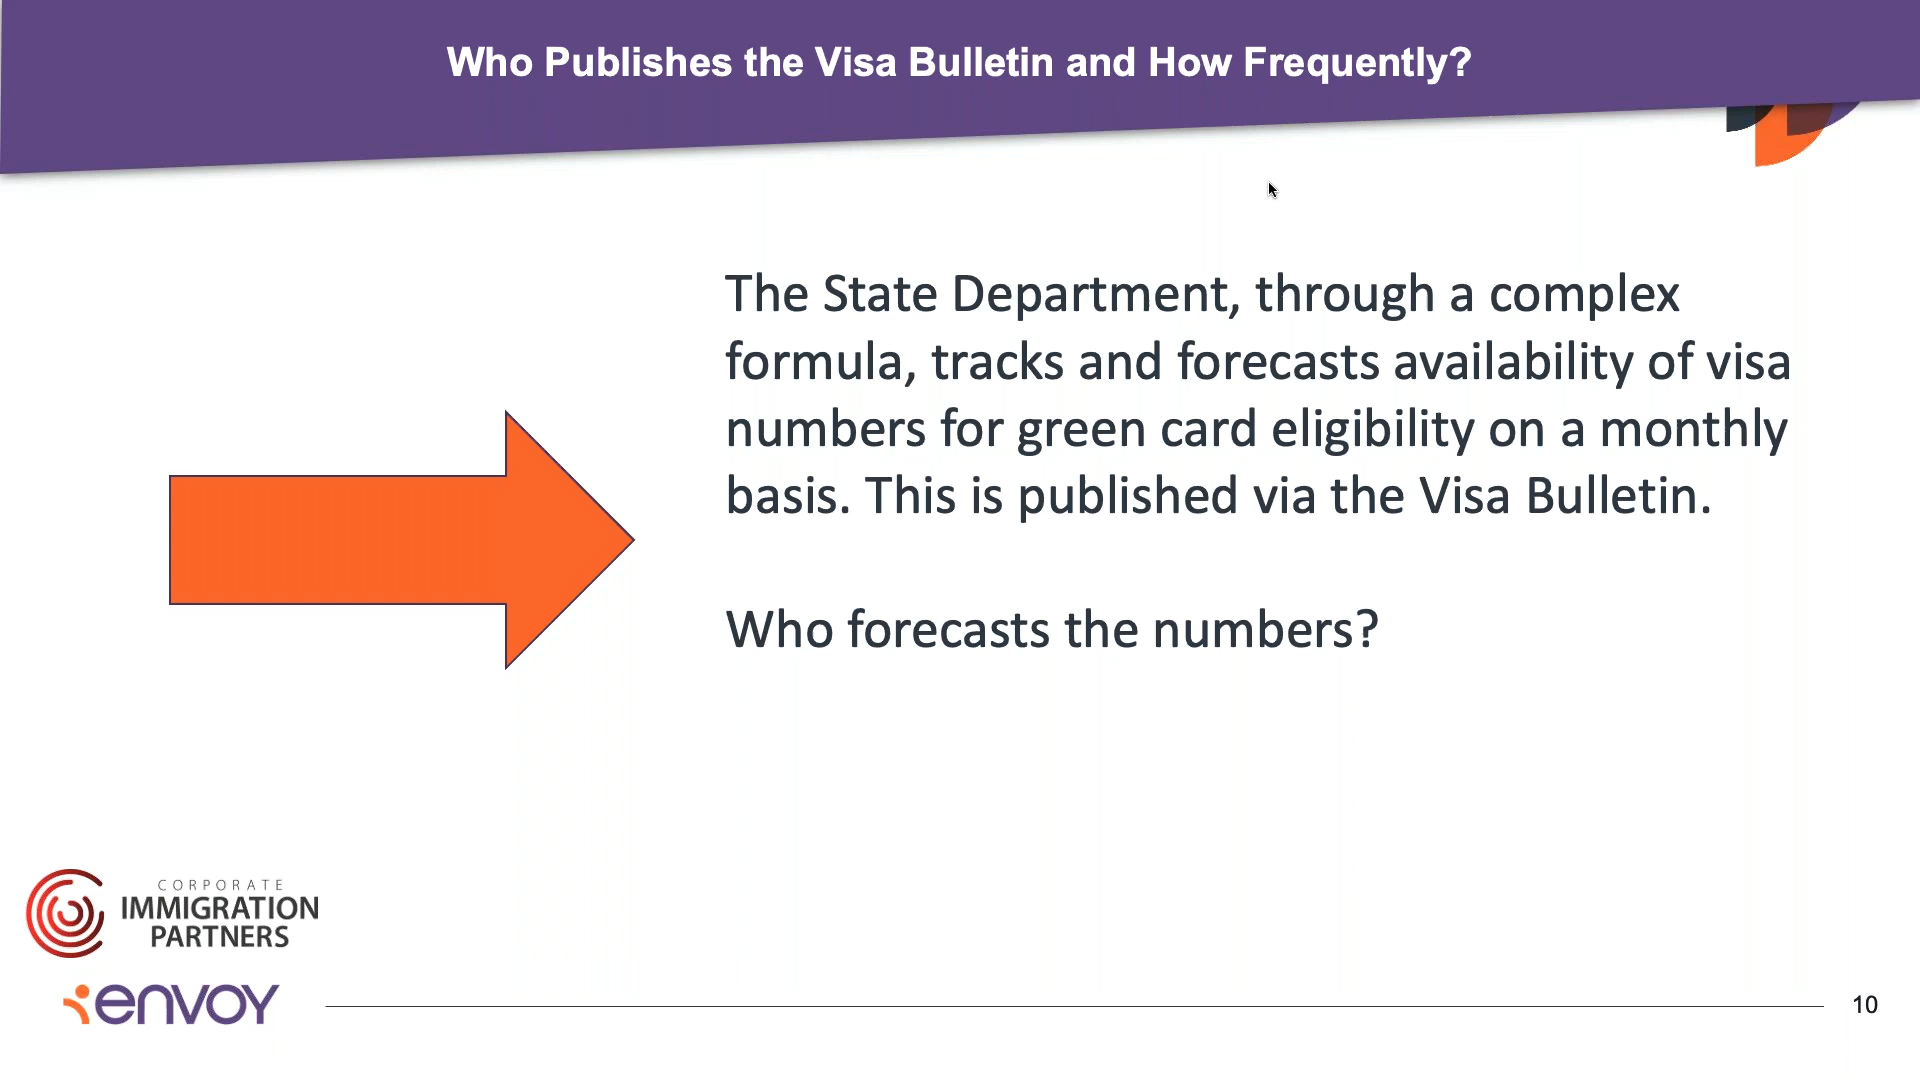 Who Publishes the Visa Bulletin and How Frequently?
The State Department, through a complex
formula, tracks and forecasts availability of visa
numbers for green card eligibility on a monthly
basis. This is published via the Visa Bulletin.
Who forecasts the numbers?
CORPORATE
IMMIGRATION
PARTNERS
envoy
10